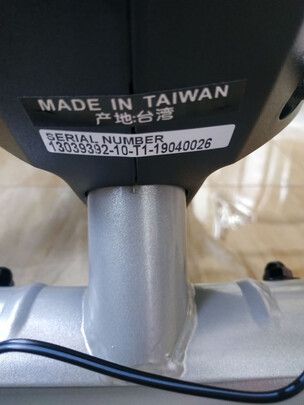 MADE IN TAIWAN
产地:台湾
SERIAL NUMBER
13039392-10-T1-19040026